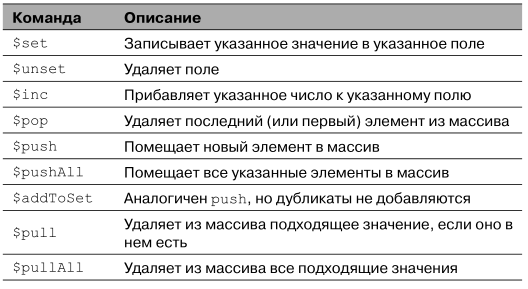 Команда Описание
$set Записывает указанное значение в указанное поле
$unset Удаляет поле
$inc Прибавляет указанное число к указанному полю
$pop Удаляет последний (или первый) элемент из массива
$push Помещает новый элемент в массив
$pushAll Помещает все указанные элементы в массив
$addToSet Аналогичен push, но дубликаты не добавляются
$pull Удаляет из массива подходящее значение, если оно в
нем есть
$pullAll Удаляет из массива все подходящие значения